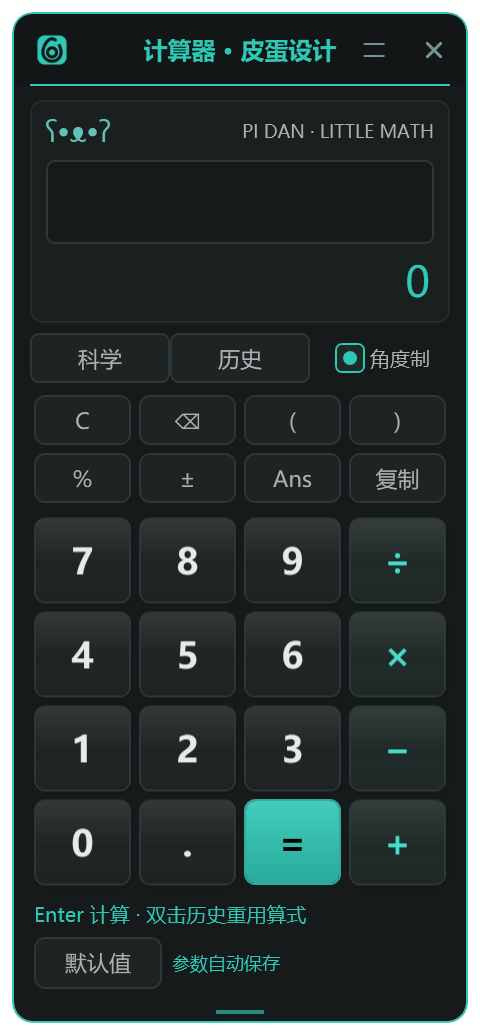 计算器 · 皮蛋设计
ʕ•ᴥ•ʔ PI DAN · LITTLE MATH
0
科学 历史 角度制
C ⌫ ( )
% ± Ans 复制
7 8 9 ÷
4 5 6 ×
1 2 3 −
0 . = +
Enter 计算 · 双击历史重用算式
默认值 参数自动保存